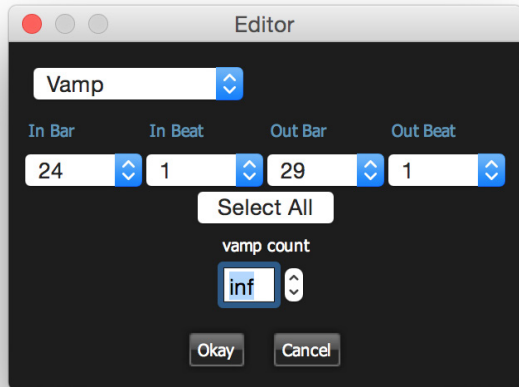 Editor
Vamp
In Bar In Beat Out Bar Out Beat
24 1 29 1
Select All
vamp count
inf
Okay Cancel